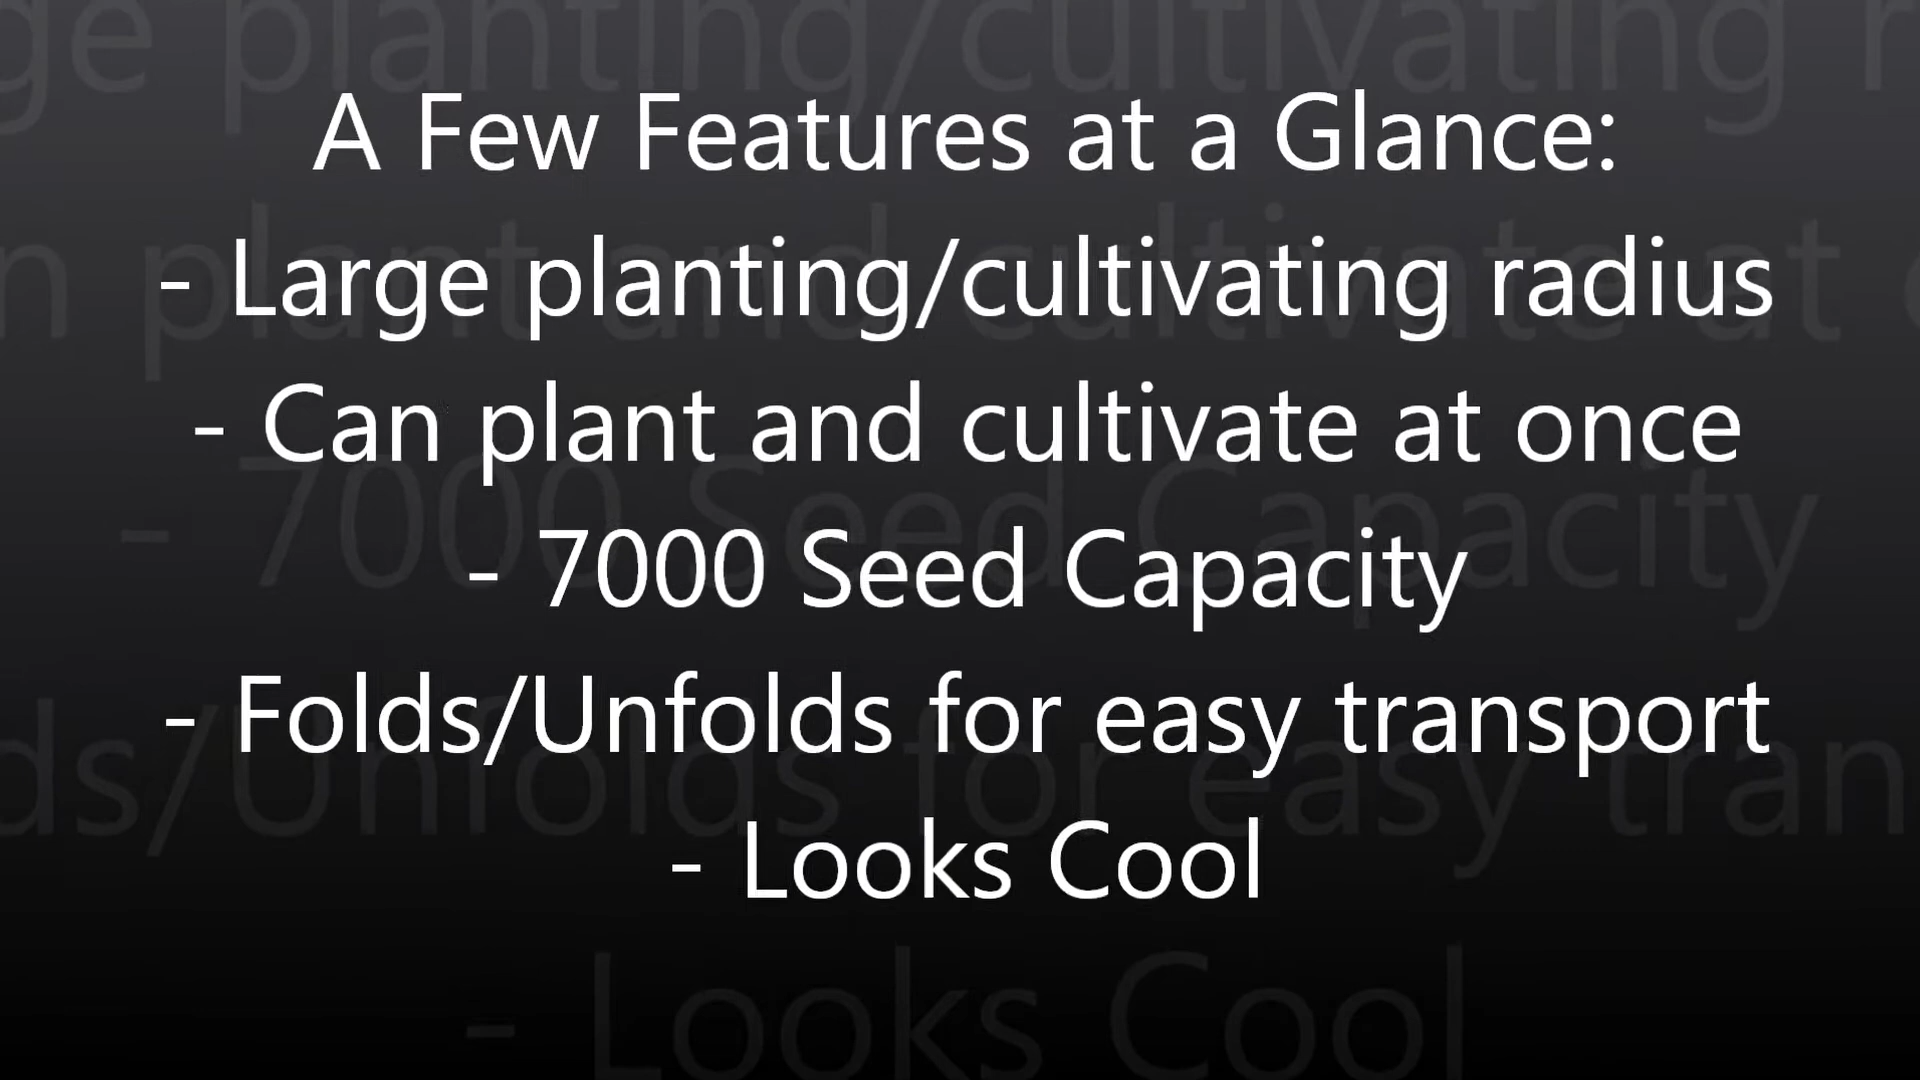 A Few Features at a Glance:
- Large planting/cultivating radius
- Can plant and cultivate at once
- 7000 Seed Capacity
- Folds/Unfolds for easy transport
- Looks Cool